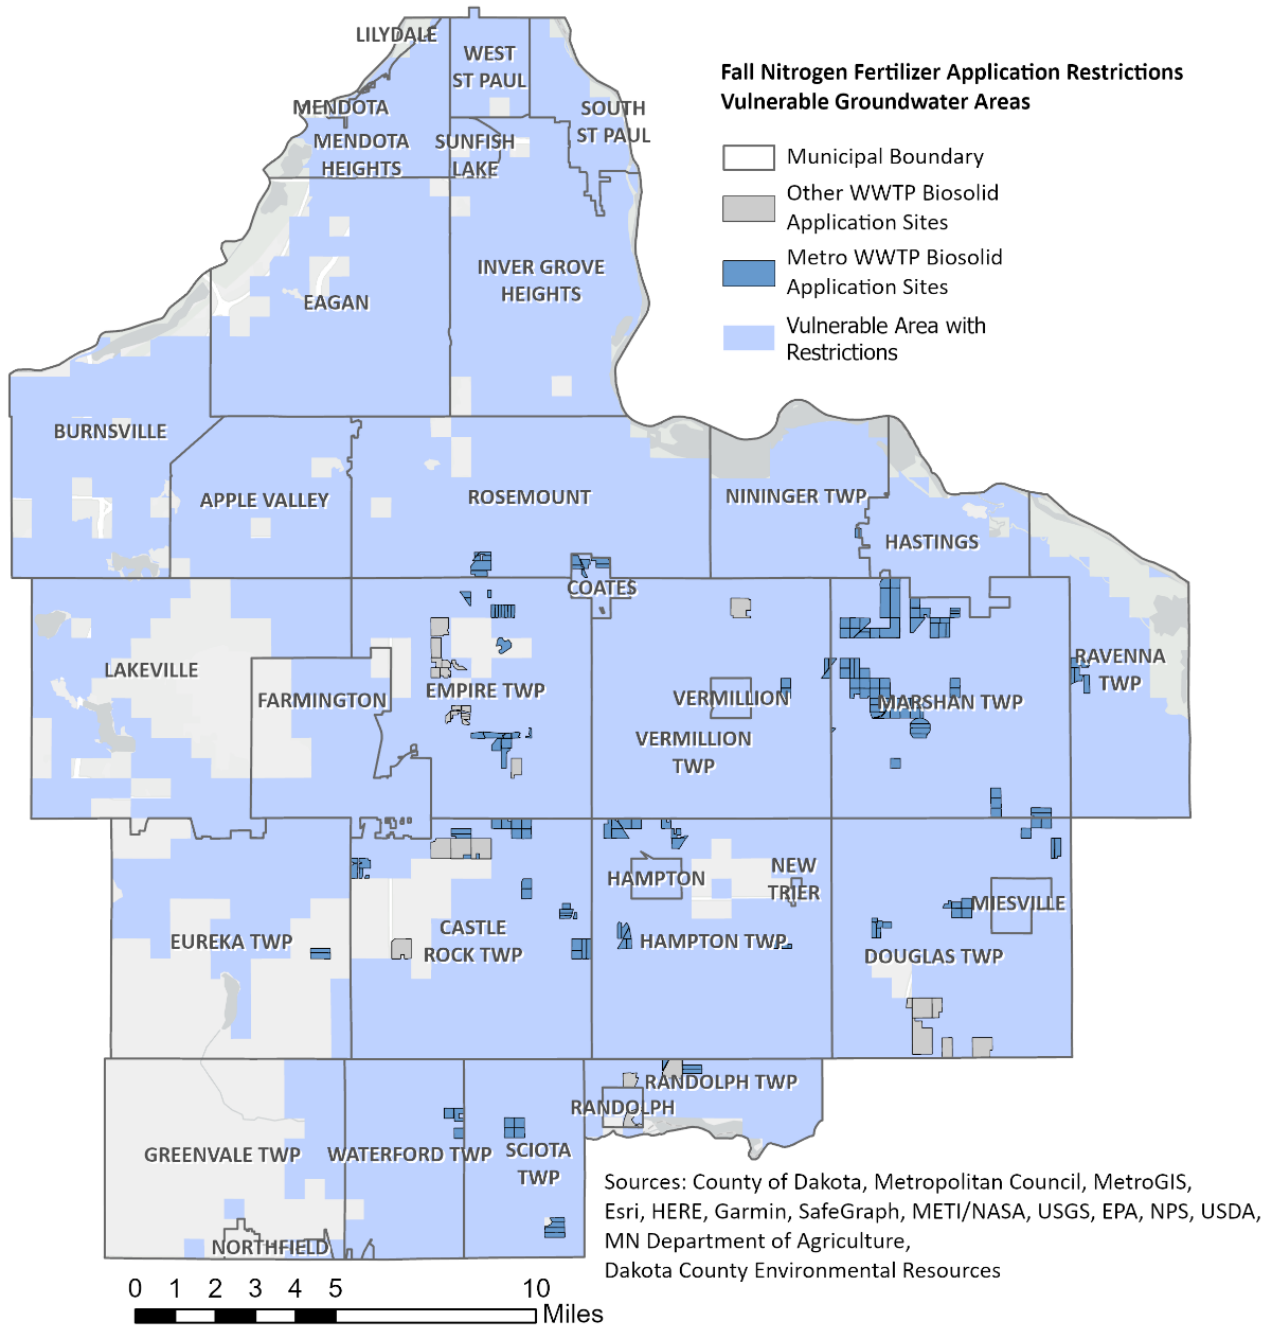 LILYDALE
WEST
ST PAUL
MENDOTA
MENDOTA
HEIGHTS
SUNFISH
LAKE
SOUTH
ST PAUL
Fall Nitrogen Fertilizer Application Restrictions
Vulnerable Groundwater Areas
Municipal Boundary
Other WWTP Biosolid
Application Sites
Metro WWTP Biosolid
Application Sites
Vulnerable Area with
Restrictions
INVER GROVE
HEIGHTS
EAGAN
BURNSVILLE
APPLE VALLEY
ROSEMOUNT
NININGER TWP
HASTINGS
COATES
LAKEVILLE
FARMINGTON
EMPIRE TWP
VERMILLION
VERMILLION
TWP
MARSHAN TWP
RAVENNA
TWP
EUREKA TWP
CASTLE
ROCK TWP
HAMPTON
NEW
TRIER
HAMPTON TWP
MIESVILLE
DOUGLAS TWP
RANDOLPH TWP
RANDOLPH
GREENVALE TWP
WATERFORD TWP
SCIOTA
TWP
NORTHFIELD
Sources: County of Dakota, Metropolitan Council, MetroGIS,
Esri, HERE, Garmin, SafeGraph, METI/NASA, USGS, EPA, NPS, USDA,
MN Department of Agriculture,
Dakota County Environmental Resources
0 1 2 3 4 5 10
Miles